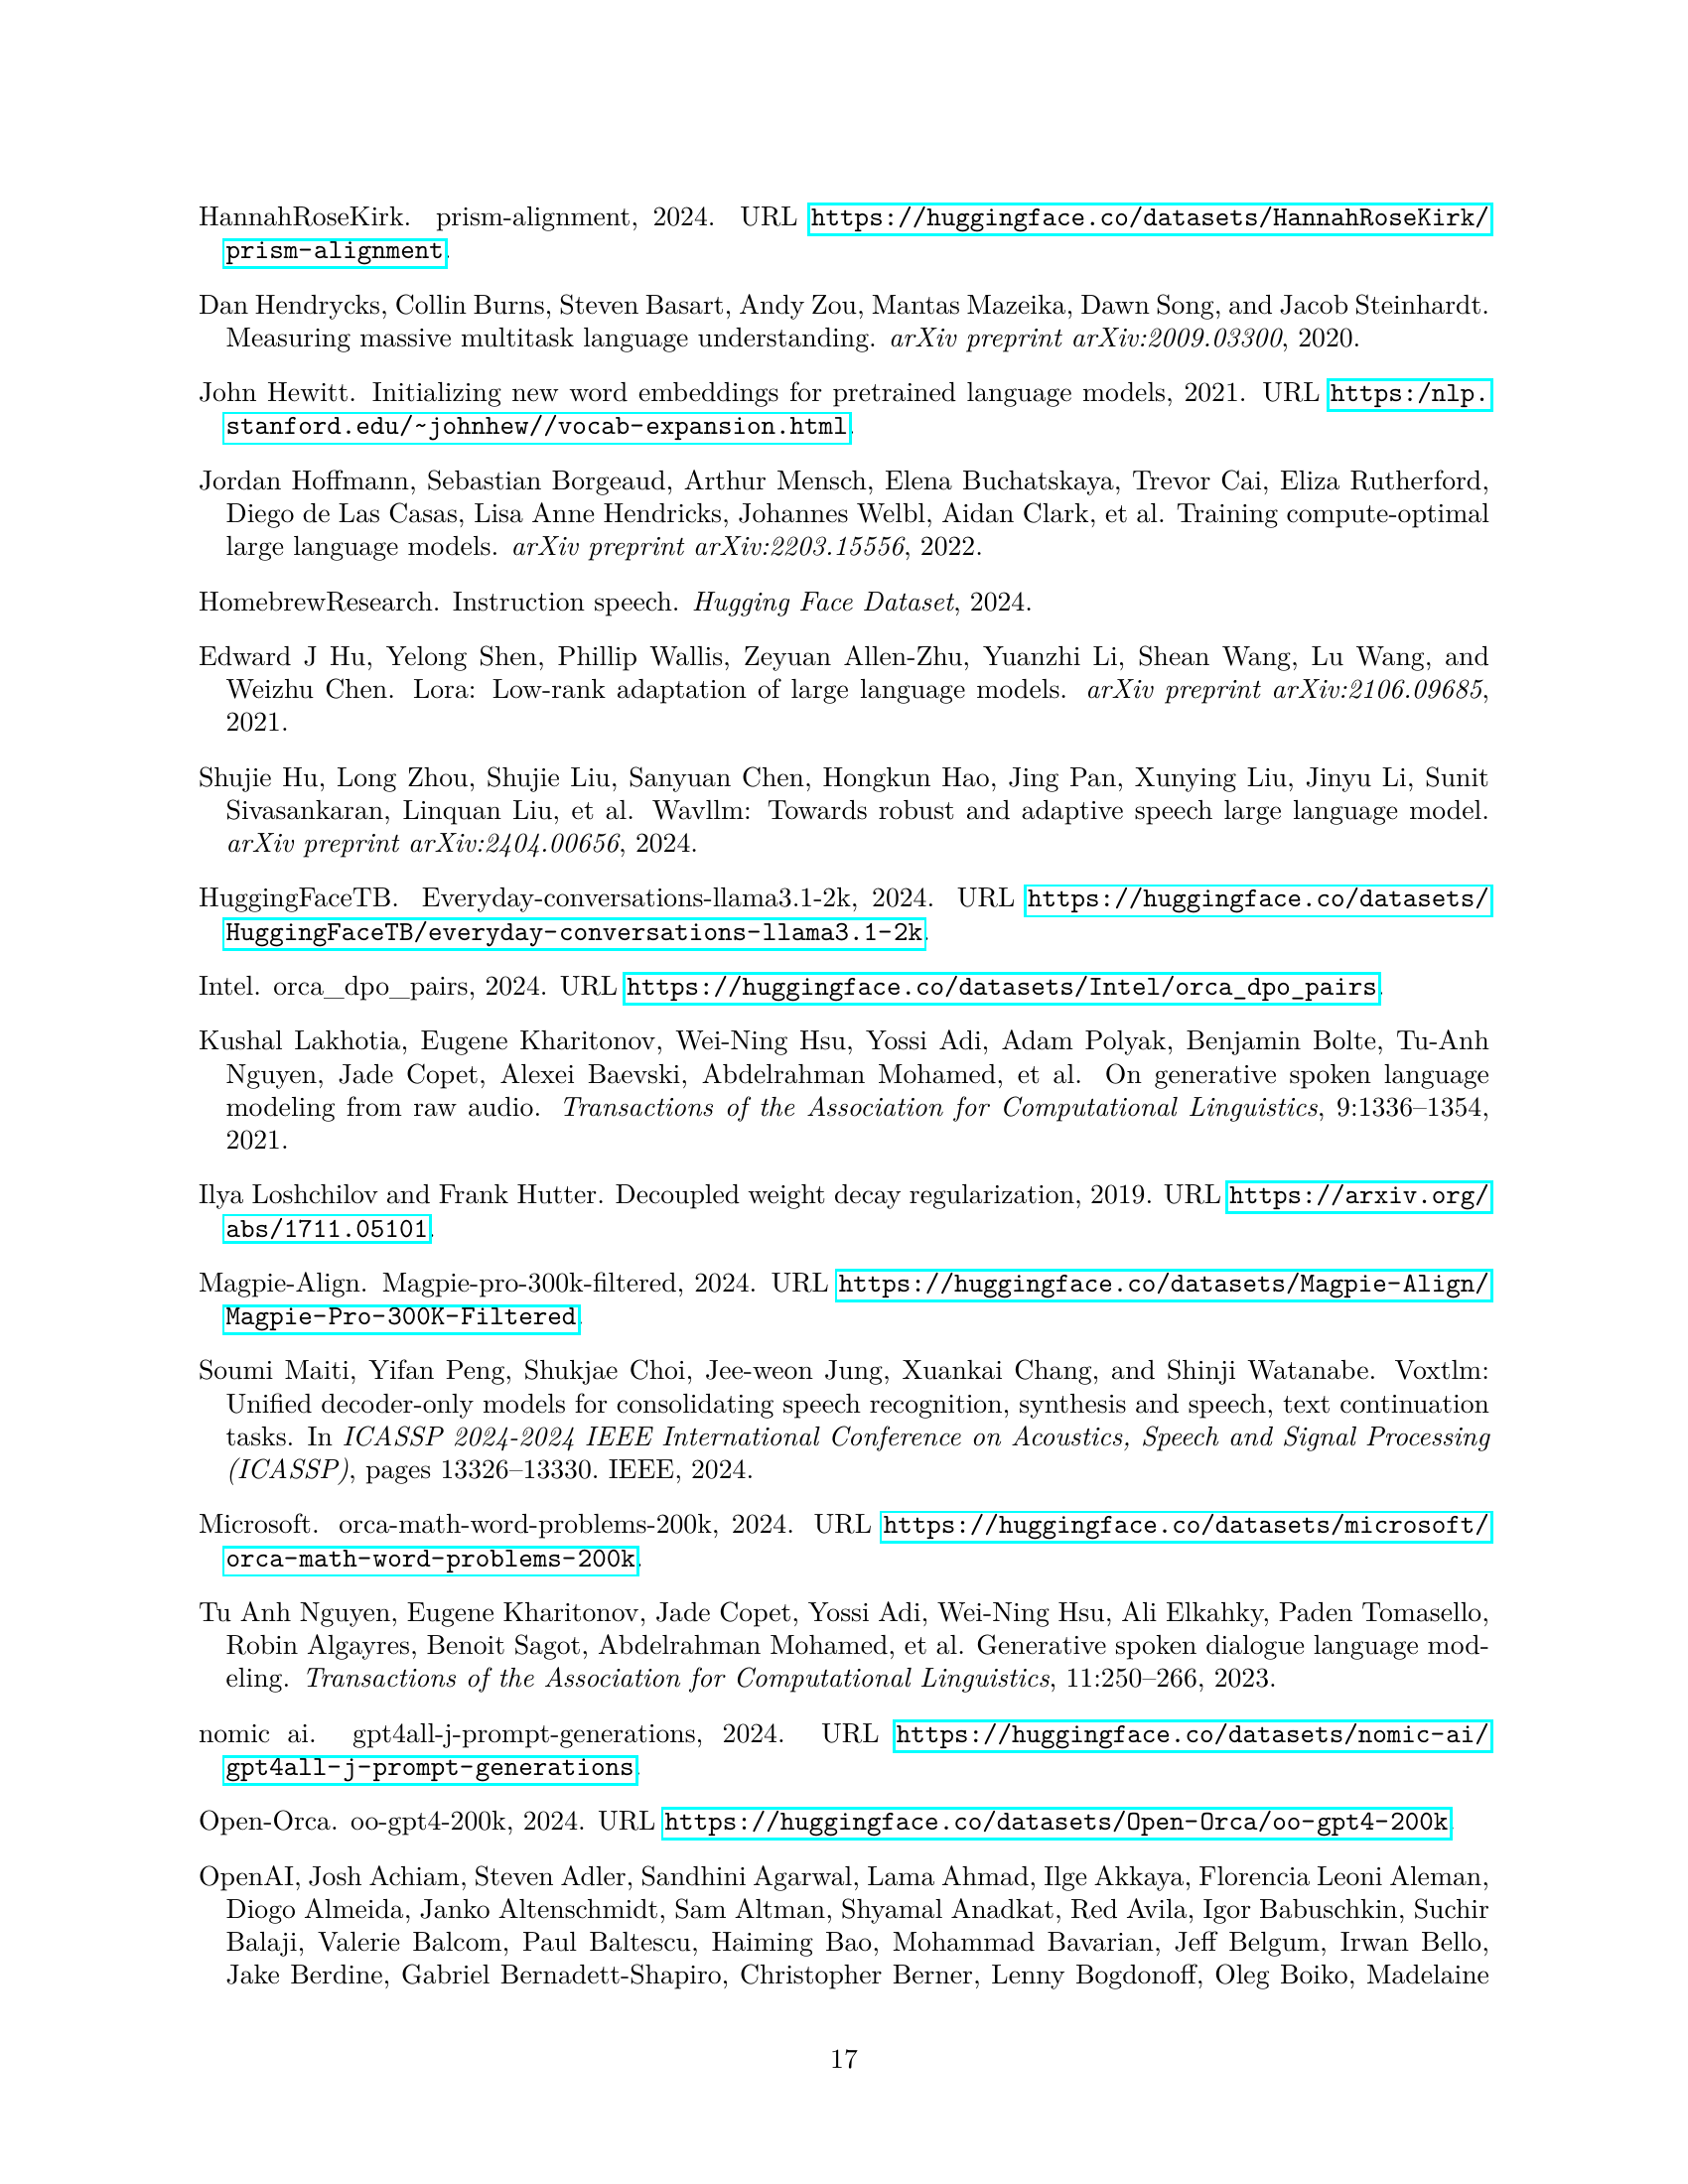 HannahRoseKirk. prism-alignment, 2024. URL https://huggingface.co/datasets/HannahRoseKirk/
prism-alignment.
Dan Hendrycks, Collin Burns, Steven Basart, Andy Zou, Mantas Mazeika, Dawn Song, and Jacob Steinhardt.
Measuring massive multitask language understanding. arXiv preprint arXiv:2009.03300, 2020.
John Hewitt. Initializing new word embeddings for pretrained language models, 2021. URL https:/nlp.
stanford.edu/~johnhew//vocab-expansion.html.
Jordan Hoffmann, Sebastian Borgeaud, Arthur Mensch, Elena Buchatskaya, Trevor Cai, Eliza Rutherford,
Diego de Las Casas, Lisa Anne Hendricks, Johannes Welbl, Aidan Clark, et al. Training compute-optimal
large language models. arXiv preprint arXiv:2203.15556, 2022.
HomebrewResearch. Instruction speech. Hugging Face Dataset, 2024.
Edward J Hu, Yelong Shen, Phillip Wallis, Zeyuan Allen-Zhu, Yuanzhi Li, Shean Wang, Lu Wang, and
Weizhu Chen. Lora: Low-rank adaptation of large language models. arXiv preprint arXiv:2106.09685,
2021.
Shujie Hu, Long Zhou, Shujie Liu, Sanyuan Chen, Hongkun Hao, Jing Pan, Xunying Liu, Jinyu Li, Sunit
Sivasankaran, Linquan Liu, et al. Wavllm: Towards robust and adaptive speech large language model.
arXiv preprint arXiv:2404.00656, 2024.
HuggingFaceTB. Everyday-conversations-llama3.1-2k, 2024. URL https://huggingface.co/datasets/
HuggingFaceTB/everyday-conversations-llama3.1-2k.
Intel. orca_dpo_pairs, 2024. URL https://huggingface.co/datasets/Intel/orca_dpo_pairs.
Kushal Lakhotia, Eugene Kharitonov, Wei-Ning Hsu, Yossi Adi, Adam Polyak, Benjamin Bolte, Tu-Anh
Nguyen, Jade Copet, Alexei Baevski, Abdelrahman Mohamed, et al. On generative spoken language
modeling from raw audio. Transactions of the Association for Computational Linguistics, 9:1336–1354,
2021.
Ilya Loshchilov and Frank Hutter. Decoupled weight decay regularization, 2019. URL https://arxiv.org/
abs/1711.05101.
Magpie-Align. Magpie-pro-300k-filtered, 2024. URL https://huggingface.co/datasets/Magpie-Align/
Magpie-Pro-300K-Filtered.
Soumi Maiti, Yifan Peng, Shukjae Choi, Jee-weon Jung, Xuankai Chang, and Shinji Watanabe. Voxtlm:
Unified decoder-only models for consolidating speech recognition, synthesis and speech, text continuation
tasks. In ICASSP 2024-2024 IEEE International Conference on Acoustics, Speech and Signal Processing
(ICASSP), pages 13326–13330. IEEE, 2024.
Microsoft. orca-math-word-problems-200k, 2024. URL https://huggingface.co/datasets/microsoft/
orca-math-word-problems-200k.
Tu Anh Nguyen, Eugene Kharitonov, Jade Copet, Yossi Adi, Wei-Ning Hsu, Ali Elkahky, Paden Tomasello,
Robin Algayres, Benoit Sagot, Abdelrahman Mohamed, et al. Generative spoken dialogue language mod-
eling. Transactions of the Association for Computational Linguistics, 11:250–266, 2023.
nomic ai. gpt4all-j-prompt-generations, 2024. URL https://huggingface.co/datasets/nomic-ai/
gpt4all-j-prompt-generations.
Open-Orca. oo-gpt4-200k, 2024. URL https://huggingface.co/datasets/Open-Orca/oo-gpt4-200k.
OpenAI, Josh Achiam, Steven Adler, Sandhini Agarwal, Lama Ahmad, Ilge Akkaya, Florencia Leoni Aleman,
Diogo Almeida, Janko Altenschmidt, Sam Altman, Shyamal Anadkat, Red Avila, Igor Babuschkin, Suchir
Balaji, Valerie Balcom, Paul Baltescu, Haiming Bao, Mohammad Bavarian, Jeff Belgum, Irwan Bello,
Jake Berdine, Gabriel Bernadett-Shapiro, Christopher Berner, Lenny Bogdonoff, Oleg Boiko, Madelaine
17